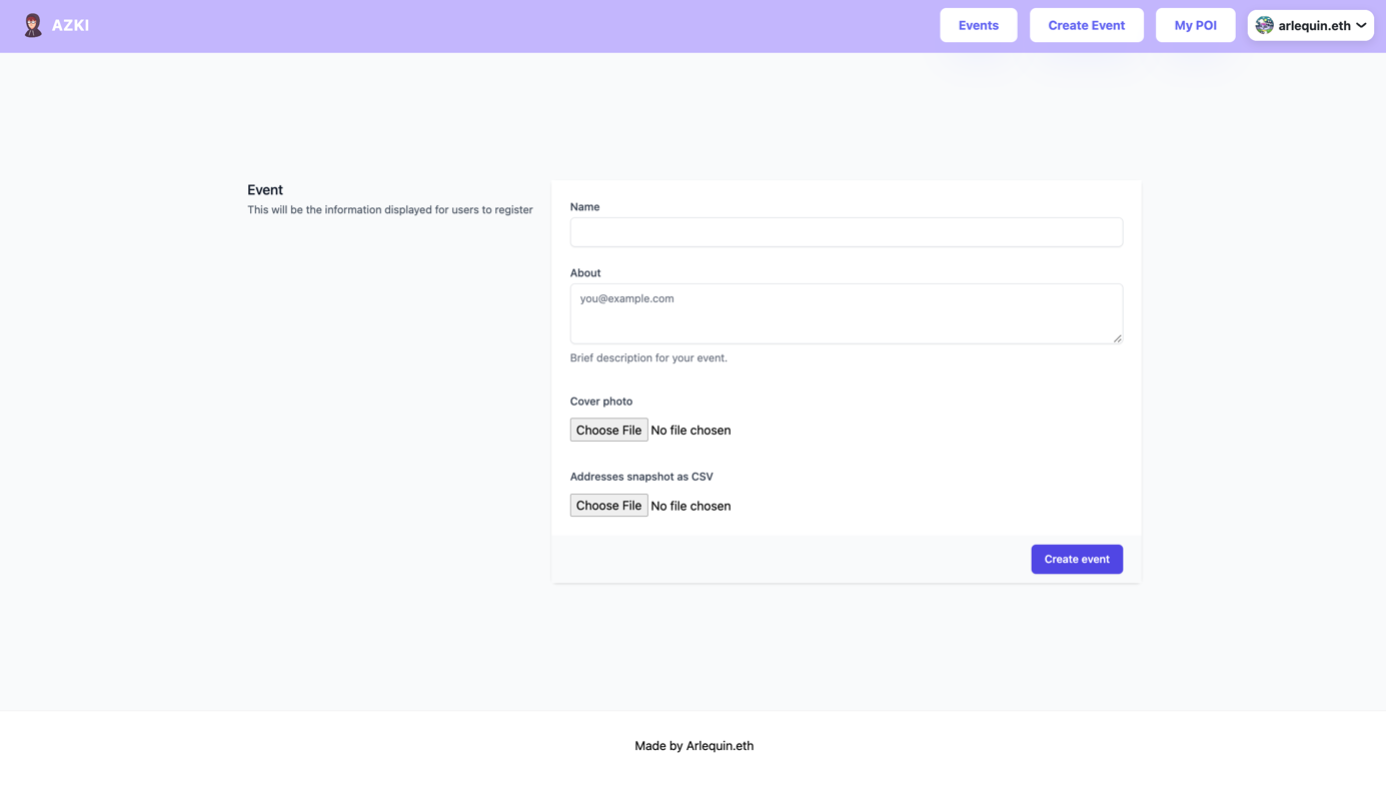 AZKI
Events
Create Event
My POI
arlequin.eth
Event
This will be the information displayed for users to register
Name
About
you@example.com
Brief description for your event.
Cover photo
Choose File No file chosen
Addresses snapshot as CSV
Choose File No file chosen
Create event
Made by Arlequin.eth